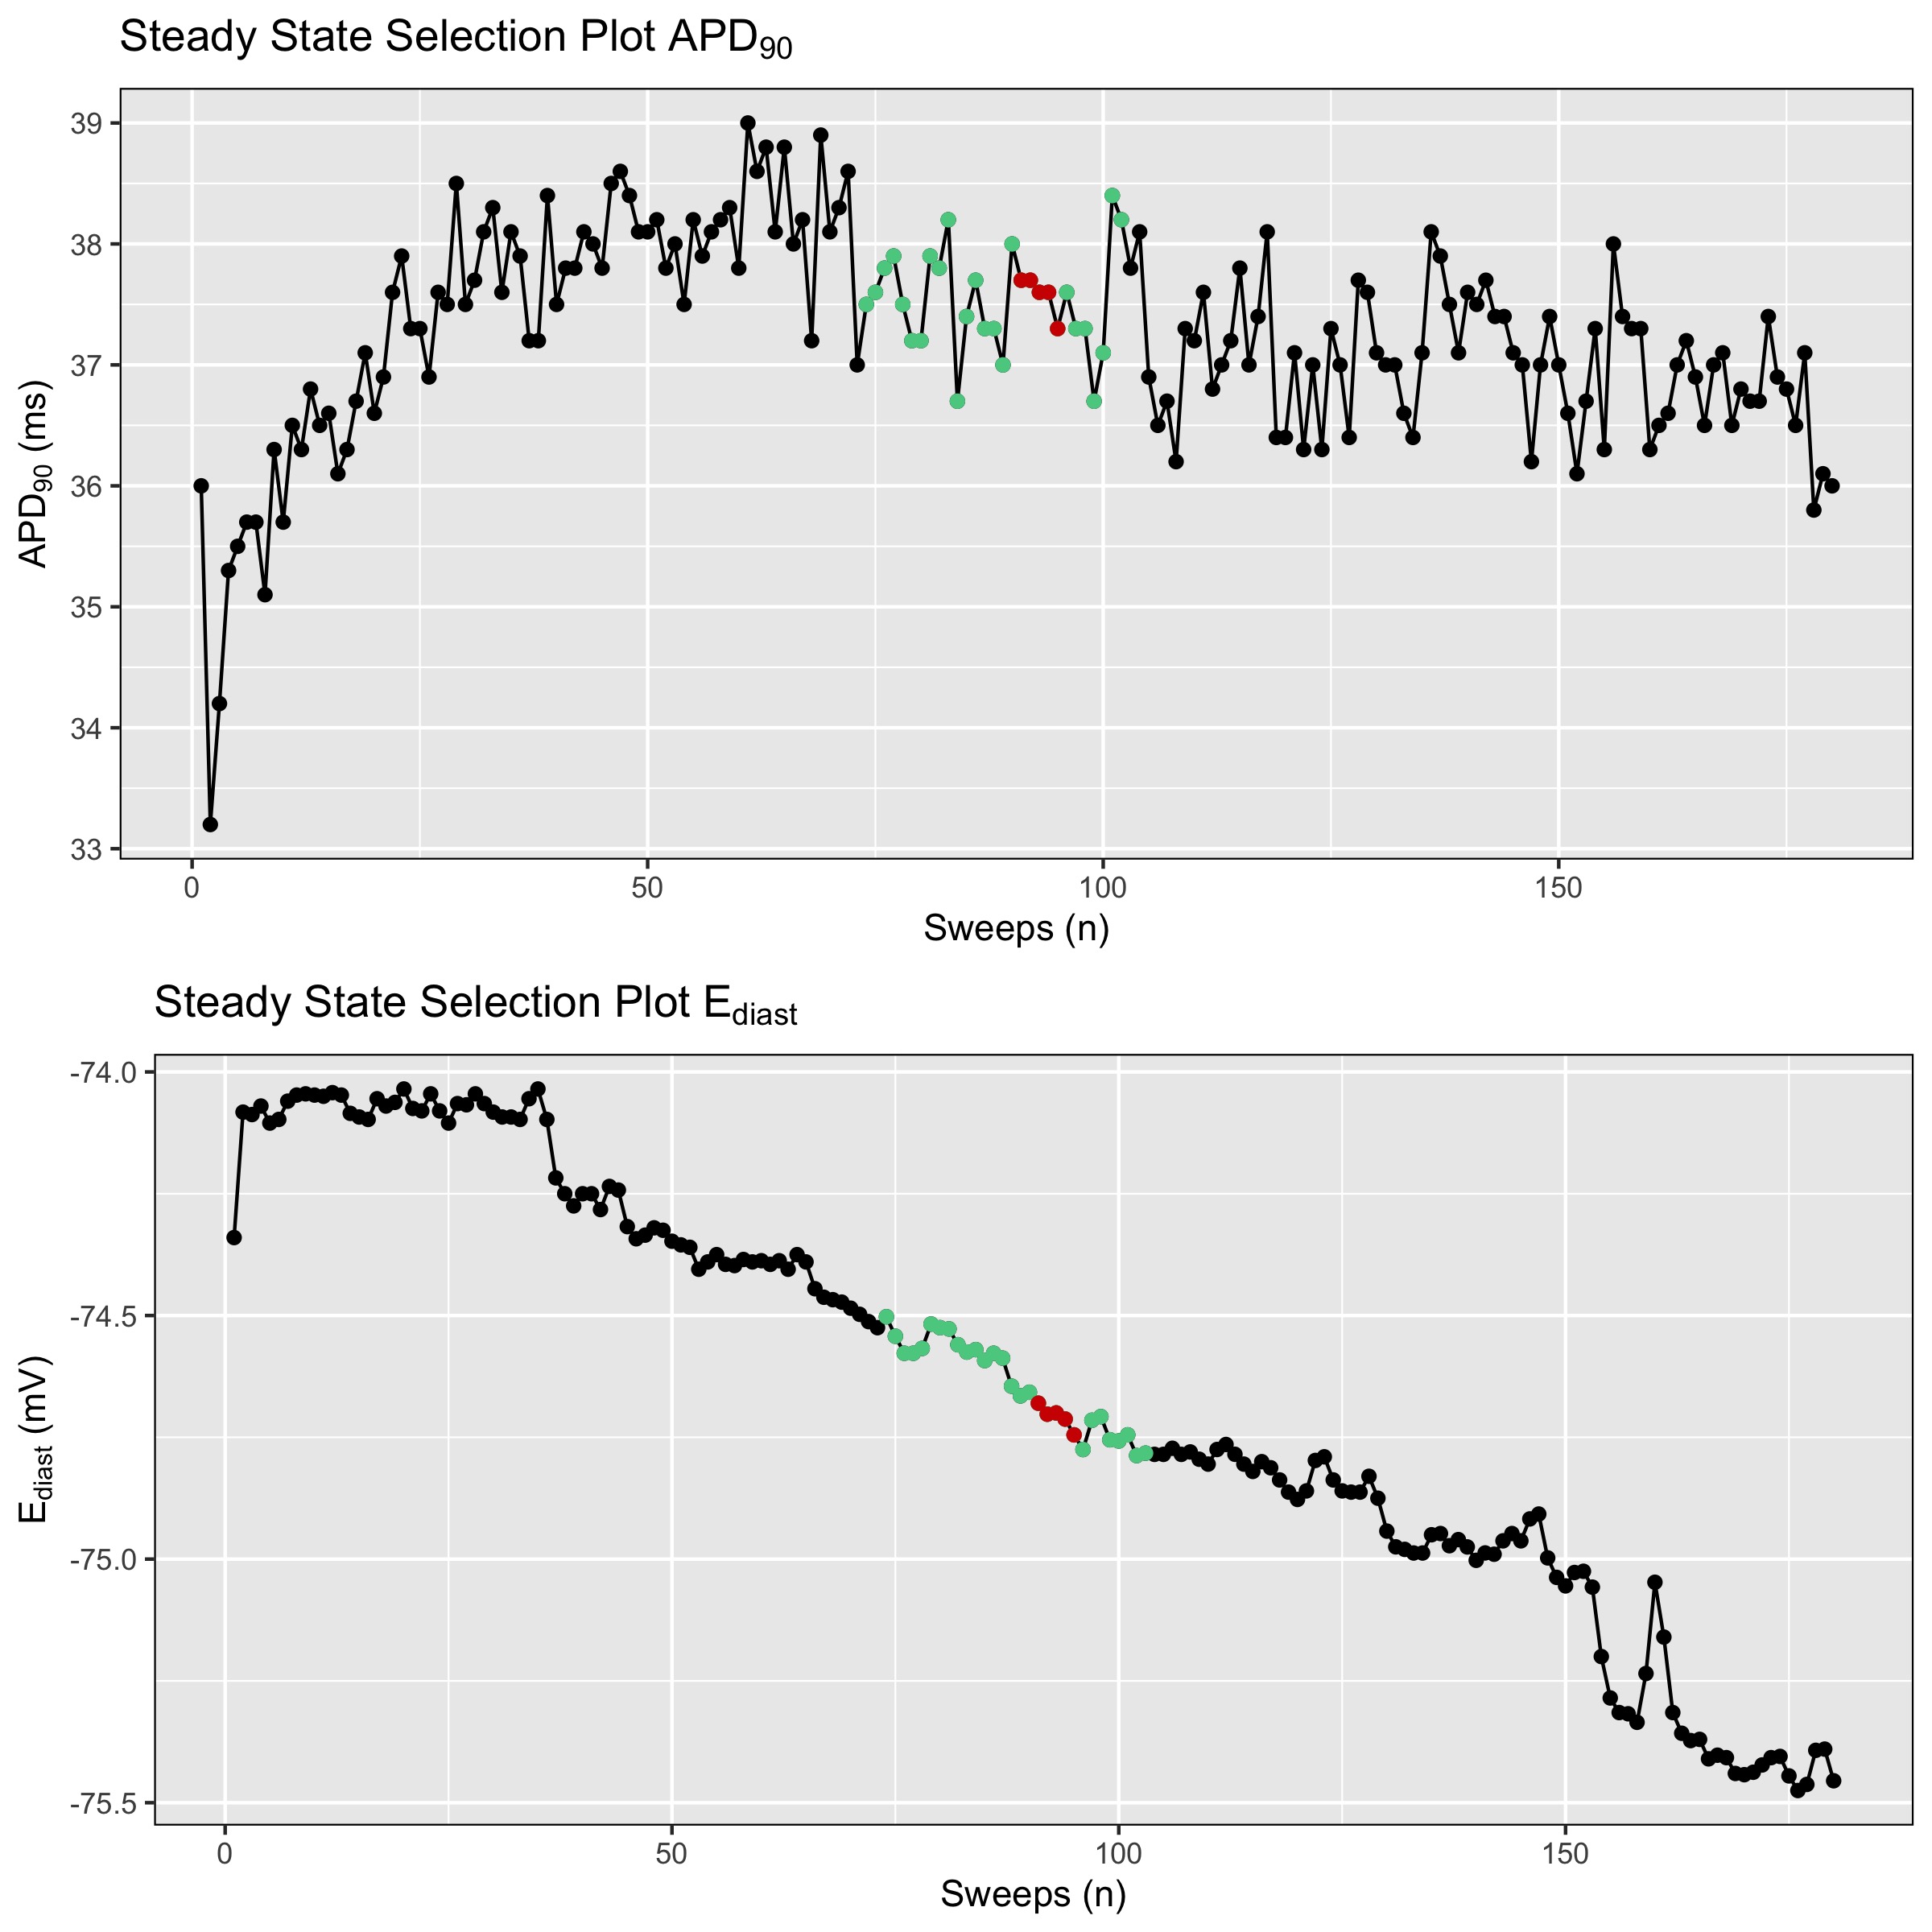 Steady State Selection Plot APD90
39
38
37
36
35
34
33
APD90 (ms)
0 50 100 150
Sweeps (n)
Steady State Selection Plot Ediast
-74.0
-74.5
-75.0
-75.5
Ediast (mV)
0 50 100 150
Sweeps (n)